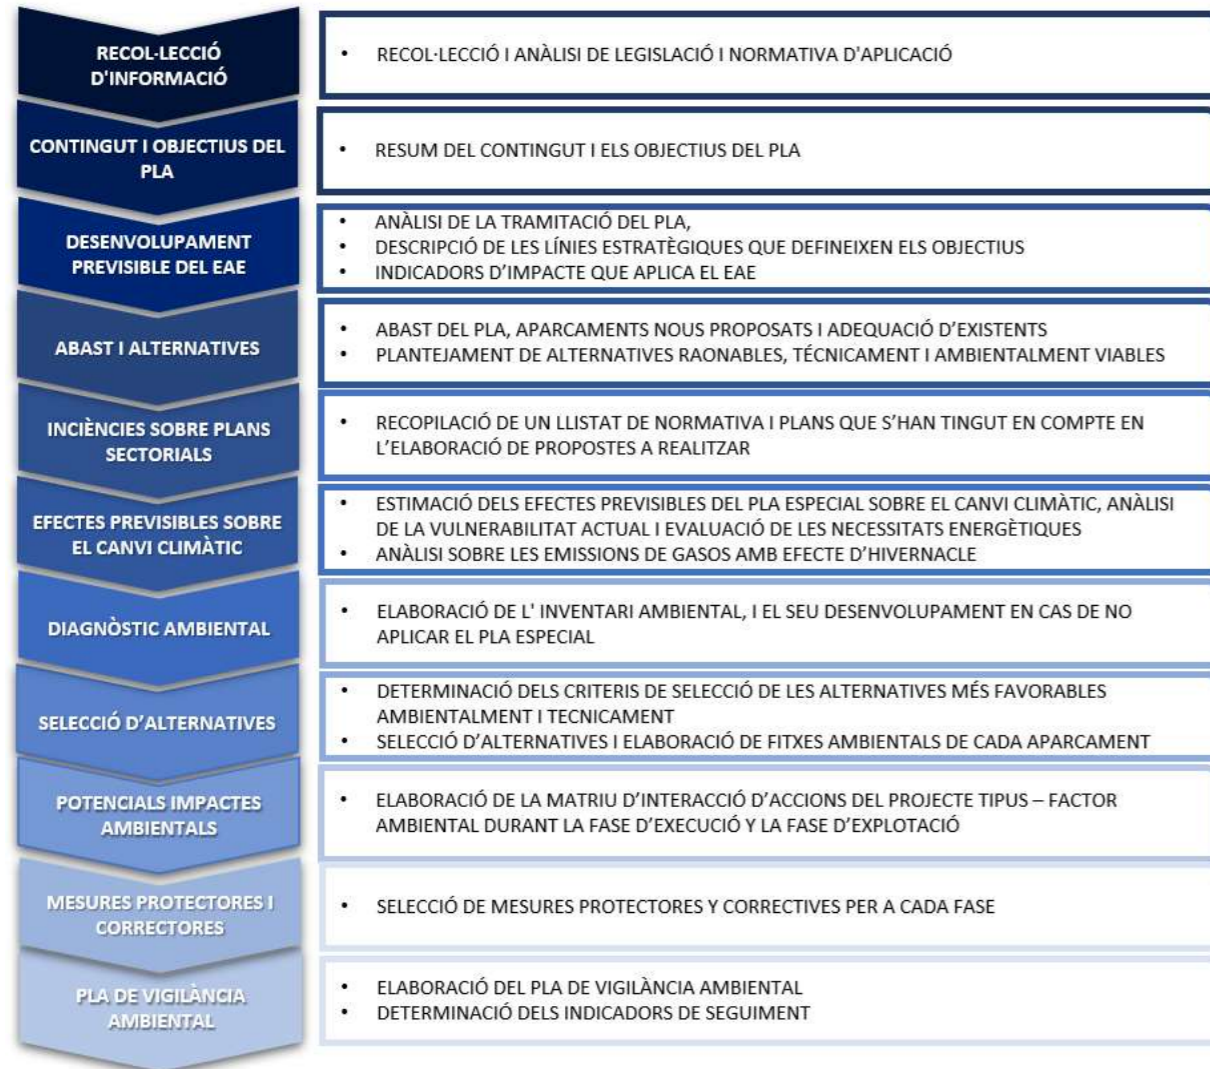 RECOL·LECCIÓ
D'INFORMACIÓ
• RECOL·LECCIÓ I ANÀLISI DE LEGISLACIÓ I NORMATIVA D'APLICACIÓ
CONTINGUT I OBJECTIUS DEL
PLA
• RESUM DEL CONTINGUT I ELS OBJECTIUS DEL PLA
DESENVOLUPAMENT
PREVISIBLE DEL EAE
• ANÀLISI DE LA TRAMITACIÓ DEL PLA,
• DESCRIPCIÓ DE LES LÍNIES ESTRATÈGIQUES QUE DEFINEIXEN ELS OBJECTIUS
• INDICADORS D’IMPACTE QUE APLICA EL EAE
ABAST I ALTERNATIVES
• ABAST DEL PLA, APARCAMENTS NOUS PROPOSATS I ADEQUACIÓ D’EXISTENTS
• PLANTEJAMENT DE ALTERNATIVES RAONABLES, TÉCNICAMENT I AMBIENTALMENT VIABLES
INCIÈNCIES SOBRE PLANS
SECTORIALS
• RECOPILACIÓ DE UN LLISTAT DE NORMATIVA I PLANS QUE S’HAN TINGUT EN COMPTE EN
L’ELABORACIÓ DE PROPOSTES A REALITZAR
EFECTES PREVISIBLES SOBRE
EL CANVI CLIMÀTIC
• ESTIMACIÓ DELS EFECTES PREVISIBLES DEL PLA ESPECIAL SOBRE EL CANVI CLIMÀTIC, ANÀLISI
DE LA VULNERABILITAT ACTUAL I EVALUACIÓ DE LES NECESSITATS ENERGÈTIQUES
• ANÀLISI SOBRE LES EMISSIONS DE GASOS AMB EFECTE D’HIVERNACLE
DIAGNÒSTIC AMBIENTAL
• ELABORACIÓ DE L' INVENTARI AMBIENTAL, I EL SEU DESENVOLUPAMENT EN CAS DE NO
APLICAR EL PLA ESPECIAL
SELECCIÓ D’ALTERNATIVES
• DETERMINACIÓ DELS CRITERIS DE SELECCIÓ DE LES ALTERNATIVES MÉS FAVORABLES
AMBIENTALMENT I TECNICAMENT
• SELECCIÓ D’ALTERNATIVES I ELABORACIÓ DE FITXES AMBIENTALS DE CADA APARCAMENT
POTENCIALS IMPACTES
AMBIENTALS
• ELABORACIÓ DE LA MATRIU D’INTERACCIÓ D’ACCIONS DEL PROJECTE TIPUS – FACTOR
AMBIENTAL DURANT LA FASE D’EXECUCIÓ Y LA FASE D’EXPLOTACIÓ
MESURES PROTECTORES I
CORRECTORES
• SELECCIÓ DE MESURES PROTECTORES Y CORRECTIVES PER A CADA FASE
PLA DE VIGILÀNCIA
AMBIENTAL
• ELABORACIÓ DEL PLA DE VIGILÀNCIA AMBIENTAL
• DETERMINACIÓ DELS INDICADORS DE SEGUIMENT